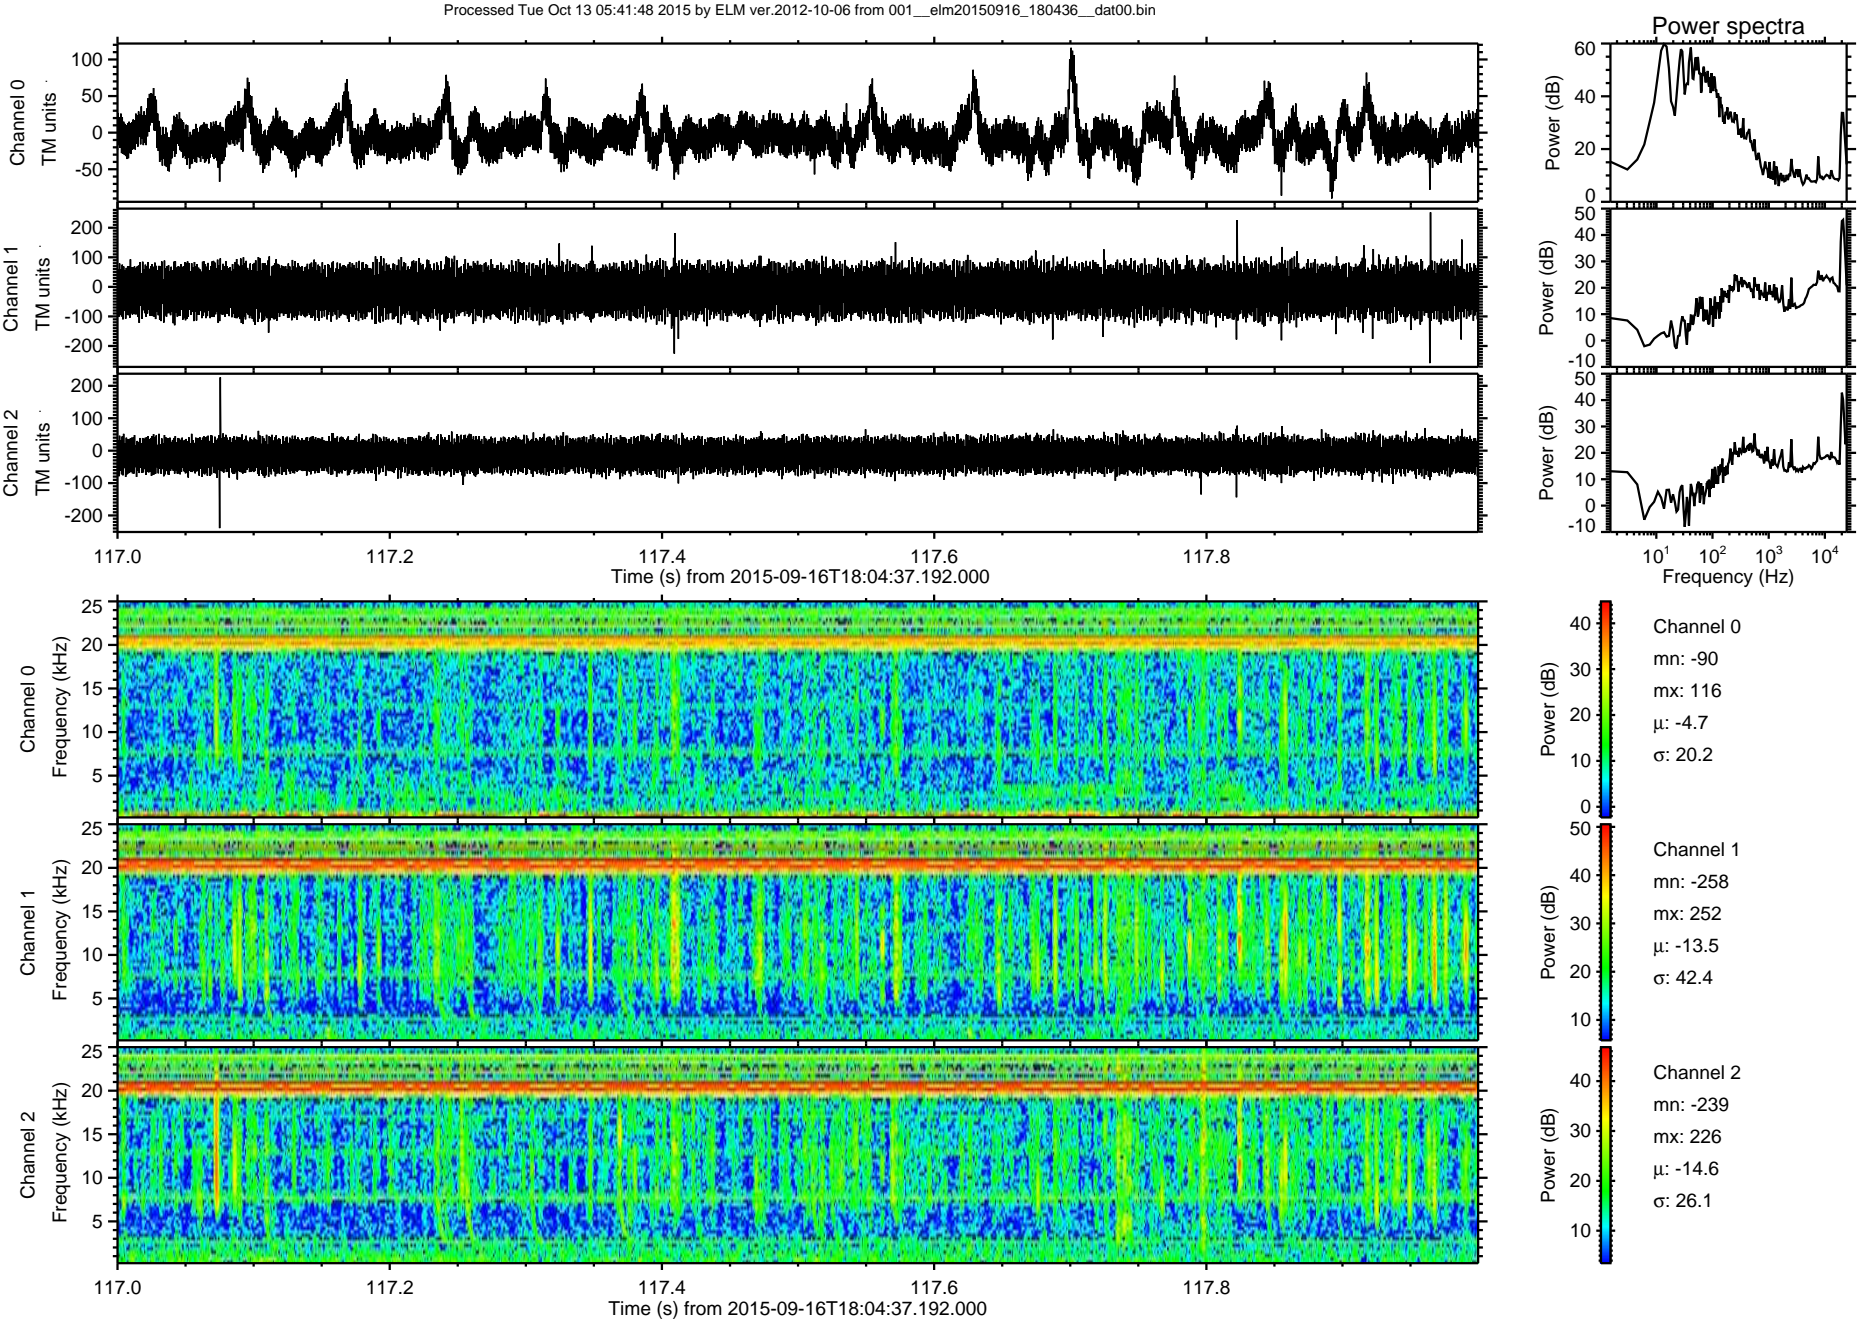 Processed Tue Oct 13 05:41:48 2015 by ELM ver.2012-10-06 from 001__elm20150916_180436__dat00.bin
Power spectra
Channel 0
TM units
100
50
0
-50
Power (dB)
60
40
20
0
Channel 1
TM units
200
100
0
-100
-200
Power (dB)
50
40
30
20
10
0
-10
Channel 2
TM units
200
100
0
-100
-200
Power (dB)
50
40
30
20
10
0
-10
117.0 117.2 117.4 117.6 117.8
Time (s) from 2015-09-16T18:04:37.192.000
10^1 10^2 10^3 10^4
Frequency (Hz)
Channel 0
Frequency (kHz)
25
20
15
10
5
Power (dB)
40
30
20
10
0
Channel 0
mn: -90
mx: 116
μ: -4.7
σ: 20.2
Channel 1
Frequency (kHz)
25
20
15
10
5
Power (dB)
50
40
30
20
10
Channel 1
mn: -258
mx: 252
μ: -13.5
σ: 42.4
Channel 2
Frequency (kHz)
25
20
15
10
5
Power (dB)
40
30
20
10
Channel 2
mn: -239
mx: 226
μ: -14.6
σ: 26.1
117.0 117.2 117.4 117.6 117.8
Time (s) from 2015-09-16T18:04:37.192.000